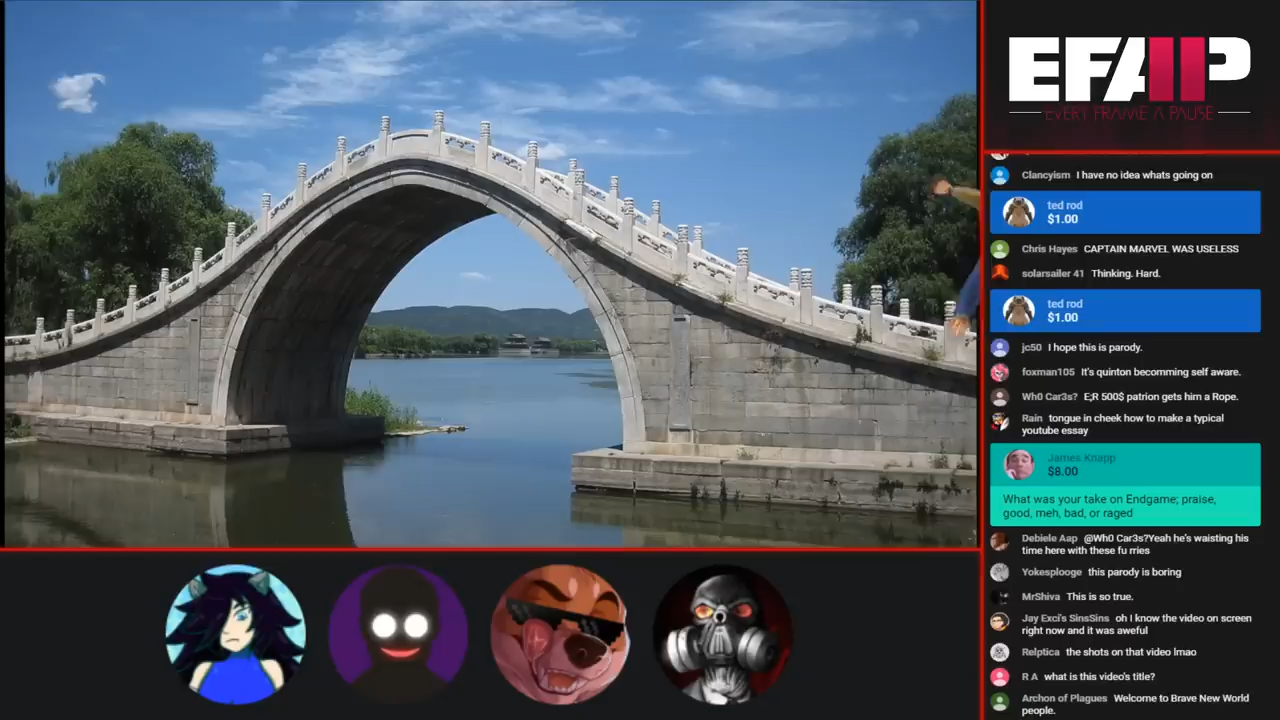 EFAP
EVERY FRAME A PAUSE
Clancyism I have no idea whats going on
ted rod
$1.00
Chris Hayes CAPTAIN MARVEL WAS USELESS
solarsailer 41 Thinking. Hard.
ted rod
$1.00
jc50 I hope this is parody.
foxman105 It's quinton becomming self aware.
Wh0 Car3s? E;R 500$ patrion gets him a Rope.
Rain tongue in cheek how to make a typical
youtube essay
James Knapp
$8.00
What was your take on Endgame; praise,
good, meh, bad, or raged
Debiele Aap @Wh0 Car3s?Yeah he's waisting his
time here with these fu rries
Yokesplooge this parody is boring
MrShiva This is so true.
Jay Exci's SinsSins oh I know the video on screen
right now and it was aweful
Relptica the shots on that video lmao
R A what is this video's title?
Archon of Plagues Welcome to Brave New World
people.